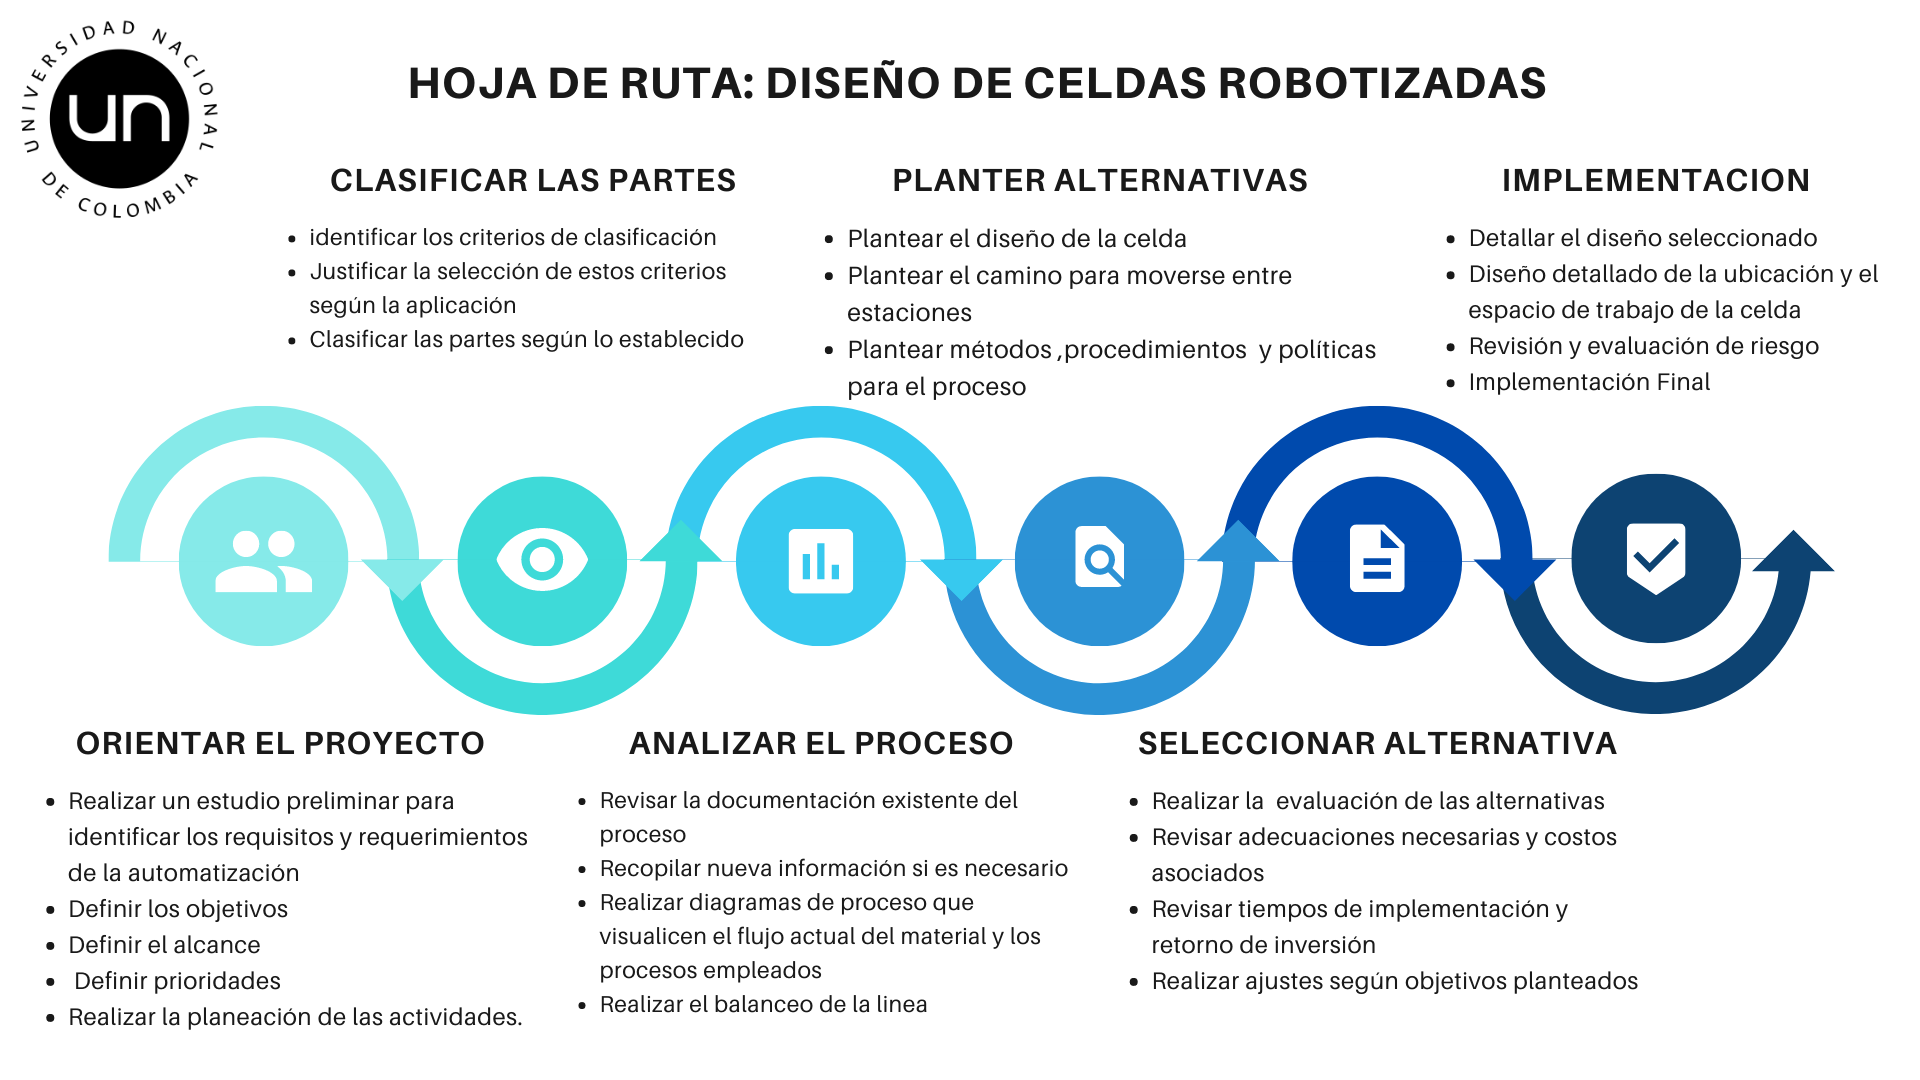 UNIVERSIDAD NACIONAL
DE COLOMBIA
un
HOJA DE RUTA: DISEÑO DE CELDAS ROBOTIZADAS
CLASIFICAR LAS PARTES
• identificar los criterios de clasificación
• Justificar la selección de estos criterios
según la aplicación
• Clasificar las partes según lo establecido
PLANTER ALTERNATIVAS
• Plantear el diseño de la celda
• Plantear el camino para moverse entre
estaciones
• Plantear métodos ,procedimientos  y políticas
para el proceso
IMPLEMENTACION
• Detallar el diseño seleccionado
• Diseño detallado de la ubicación y el
espacio de trabajo de la celda
• Revisión y evaluación de riesgo
• Implementación Final
ORIENTAR EL PROYECTO
• Realizar un estudio preliminar para
identificar los requisitos y requerimientos
de la automatización
• Definir los objetivos
• Definir el alcance
•  Definir prioridades
• Realizar la planeación de las actividades.
ANALIZAR EL PROCESO
• Revisar la documentación existente del
proceso
• Recopilar nueva información si es necesario
• Realizar diagramas de proceso que
visualicen el flujo actual del material y los
procesos empleados
• Realizar el balanceo de la linea
SELECCIONAR ALTERNATIVA
• Realizar la  evaluación de las alternativas
• Revisar adecuaciones necesarias y costos
asociados
• Revisar tiempos de implementación y
retorno de inversión
• Realizar ajustes según objetivos planteados